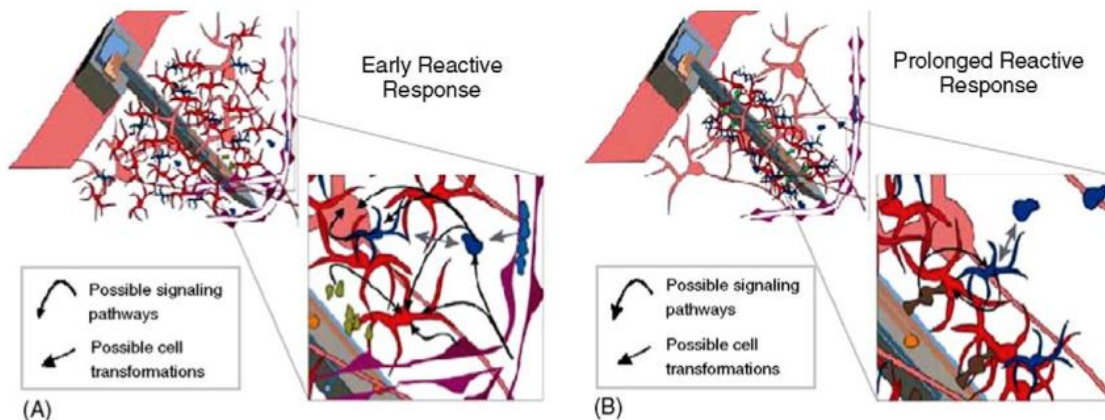 Early Reactive
Response
Possible signaling
pathways
Possible cell
transformations
(A)
Prolonged Reactive
Response
Possible signaling
pathways
Possible cell
transformations
(B)